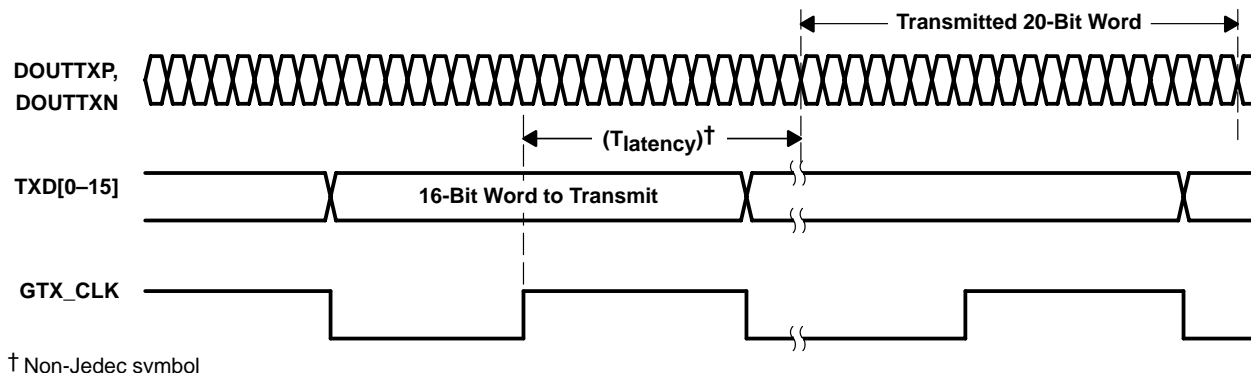 Transmitted 20-Bit Word
DOUTTXP,
DOUTTXN
(Tlatency)†
TXD[0–15]
16-Bit Word to Transmit
GTX_CLK
† Non-Jedec symbol